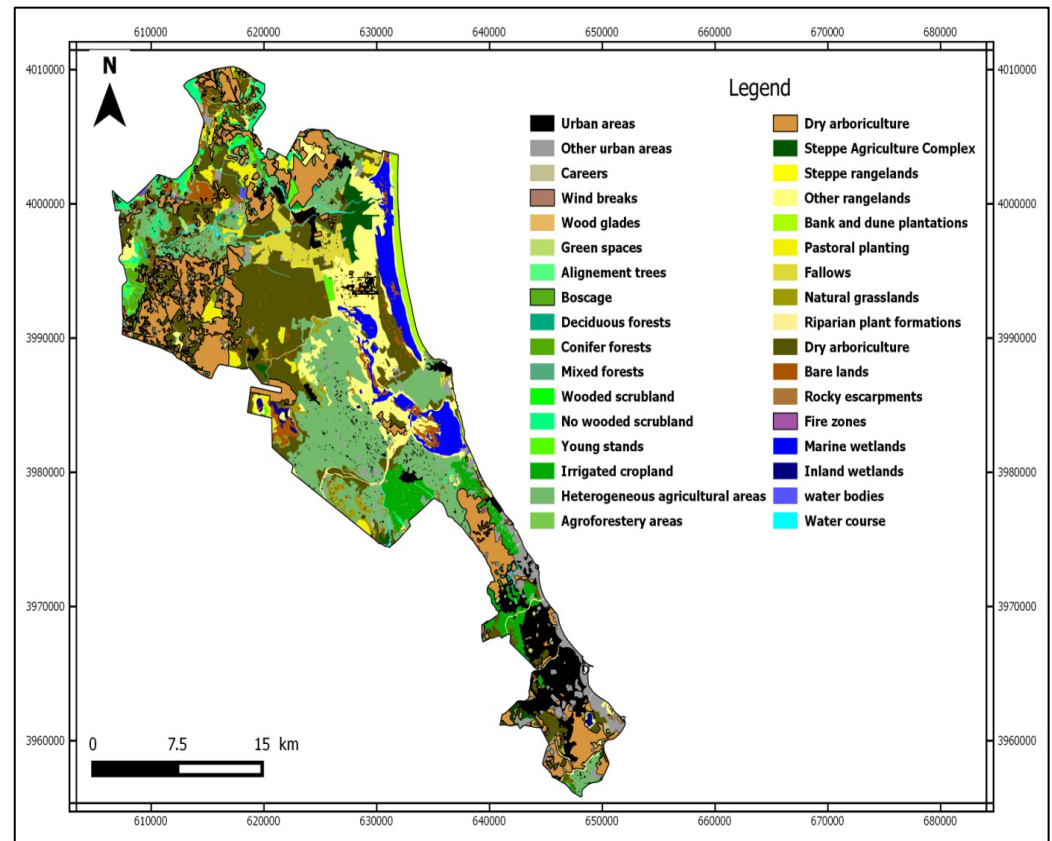 610000 620000 630000 640000 650000 660000 670000 680000
4010000 4010000
N
Legend
Urban areas
Other urban areas
Careers
Wind breaks
Wood glades
Green spaces
Alignement trees
Boscage
Deciduous forests
Conifer forests
Mixed forests
Wooded scrubland
No wooded scrubland
Young stands
Irrigated cropland
Heterogeneous agricultural areas
Agroforestery areas
Dry arboriculture
Steppe Agriculture Complex
Steppe rangelands
Other rangelands
Bank and dune plantations
Pastoral planting
Fallows
Natural grasslands
Riparian plant formations
Dry arboriculture
Bare lands
Rocky escarpments
Fire zones
Marine wetlands
Inland wetlands
water bodies
Water course
4000000 4000000
3990000 3990000
3980000 3980000
3970000 3970000
3960000 3960000
0 7.5 15 km
610000 620000 630000 640000 650000 660000 670000 680000